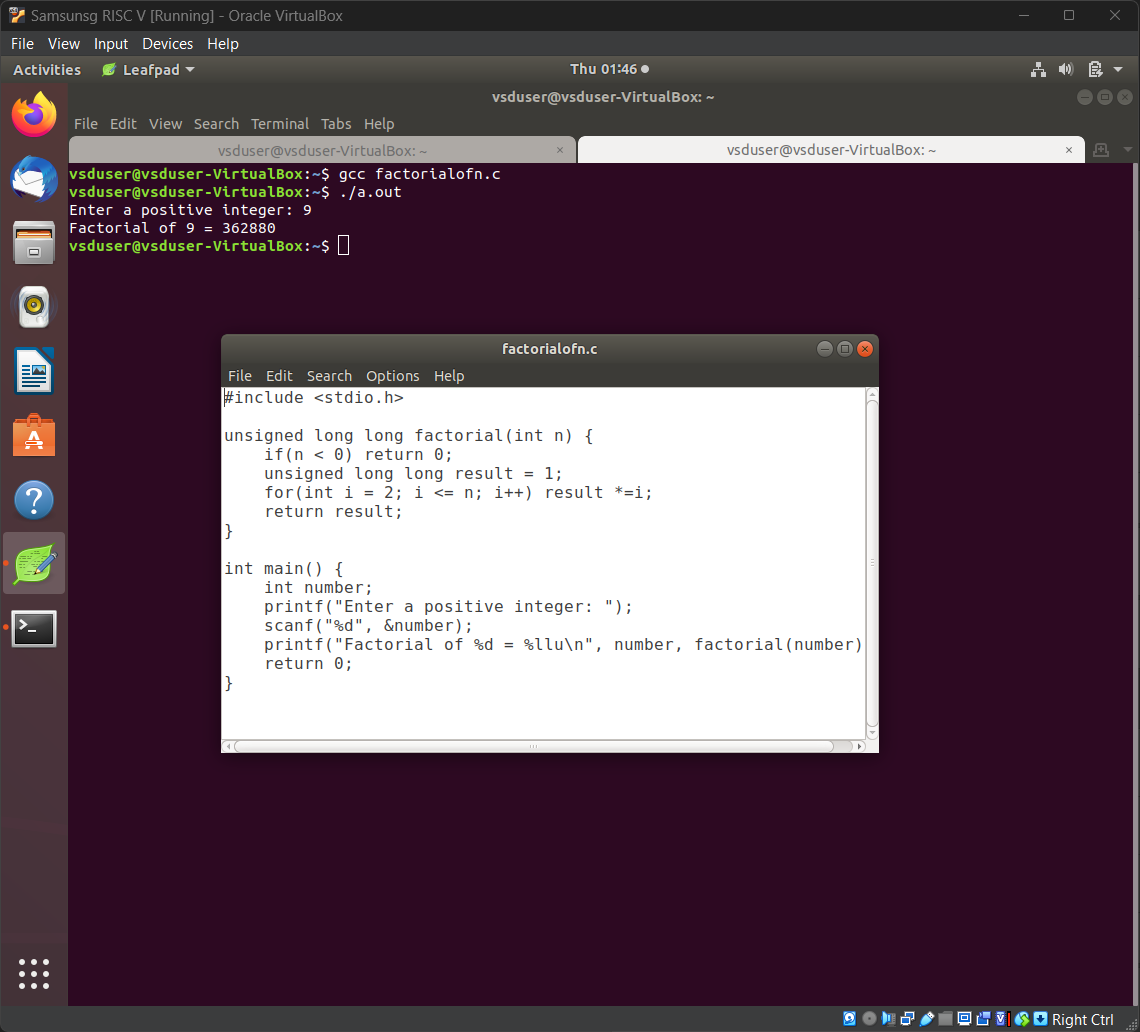 Samsunsg RISC V [Running] - Oracle VirtualBox
File View Input Devices Help
Activities Leafpad Thu 01:46
vsduser@vsduser-VirtualBox: ~
File Edit View Search Terminal Tabs Help
vsduser@vsduser-VirtualBox: ~ × vsduser@vsduser-VirtualBox: ~ ×
vsduser@vsduser-VirtualBox:~$ gcc factorialofn.c
vsduser@vsduser-VirtualBox:~$ ./a.out
Enter a positive integer: 9
Factorial of 9 = 362880
vsduser@vsduser-VirtualBox:~$
factorialofn.c
File Edit Search Options Help
#include <stdio.h>
unsigned long long factorial(int n) {
    if(n < 0) return 0;
    unsigned long long result = 1;
    for(int i = 2; i <= n; i++) result *=i;
    return result;
}
int main() {
    int number;
    printf("Enter a positive integer: ");
    scanf("%d", &number);
    printf("Factorial of %d = %llu\n", number, factorial(number)
    return 0;
}
Right Ctrl